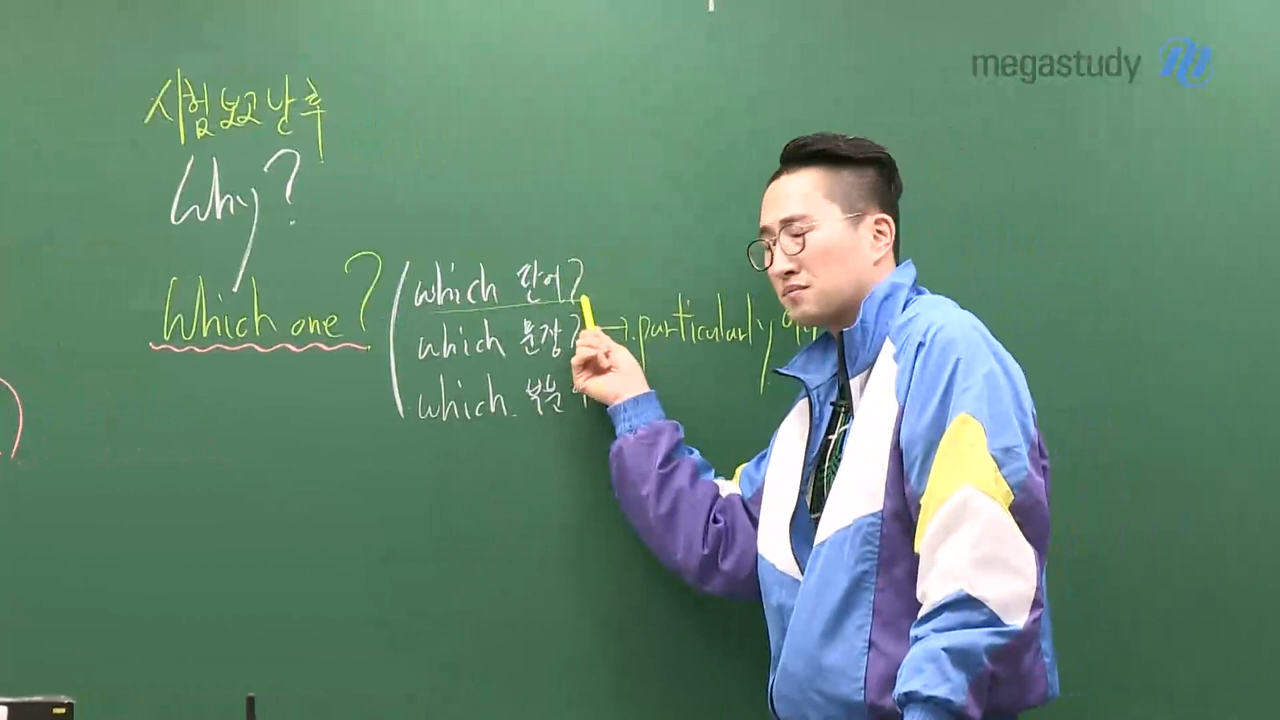 megastudy
시험 보고 난 후
Why?
Which one?
which 단어?
which 문장? → particularly
which 부분